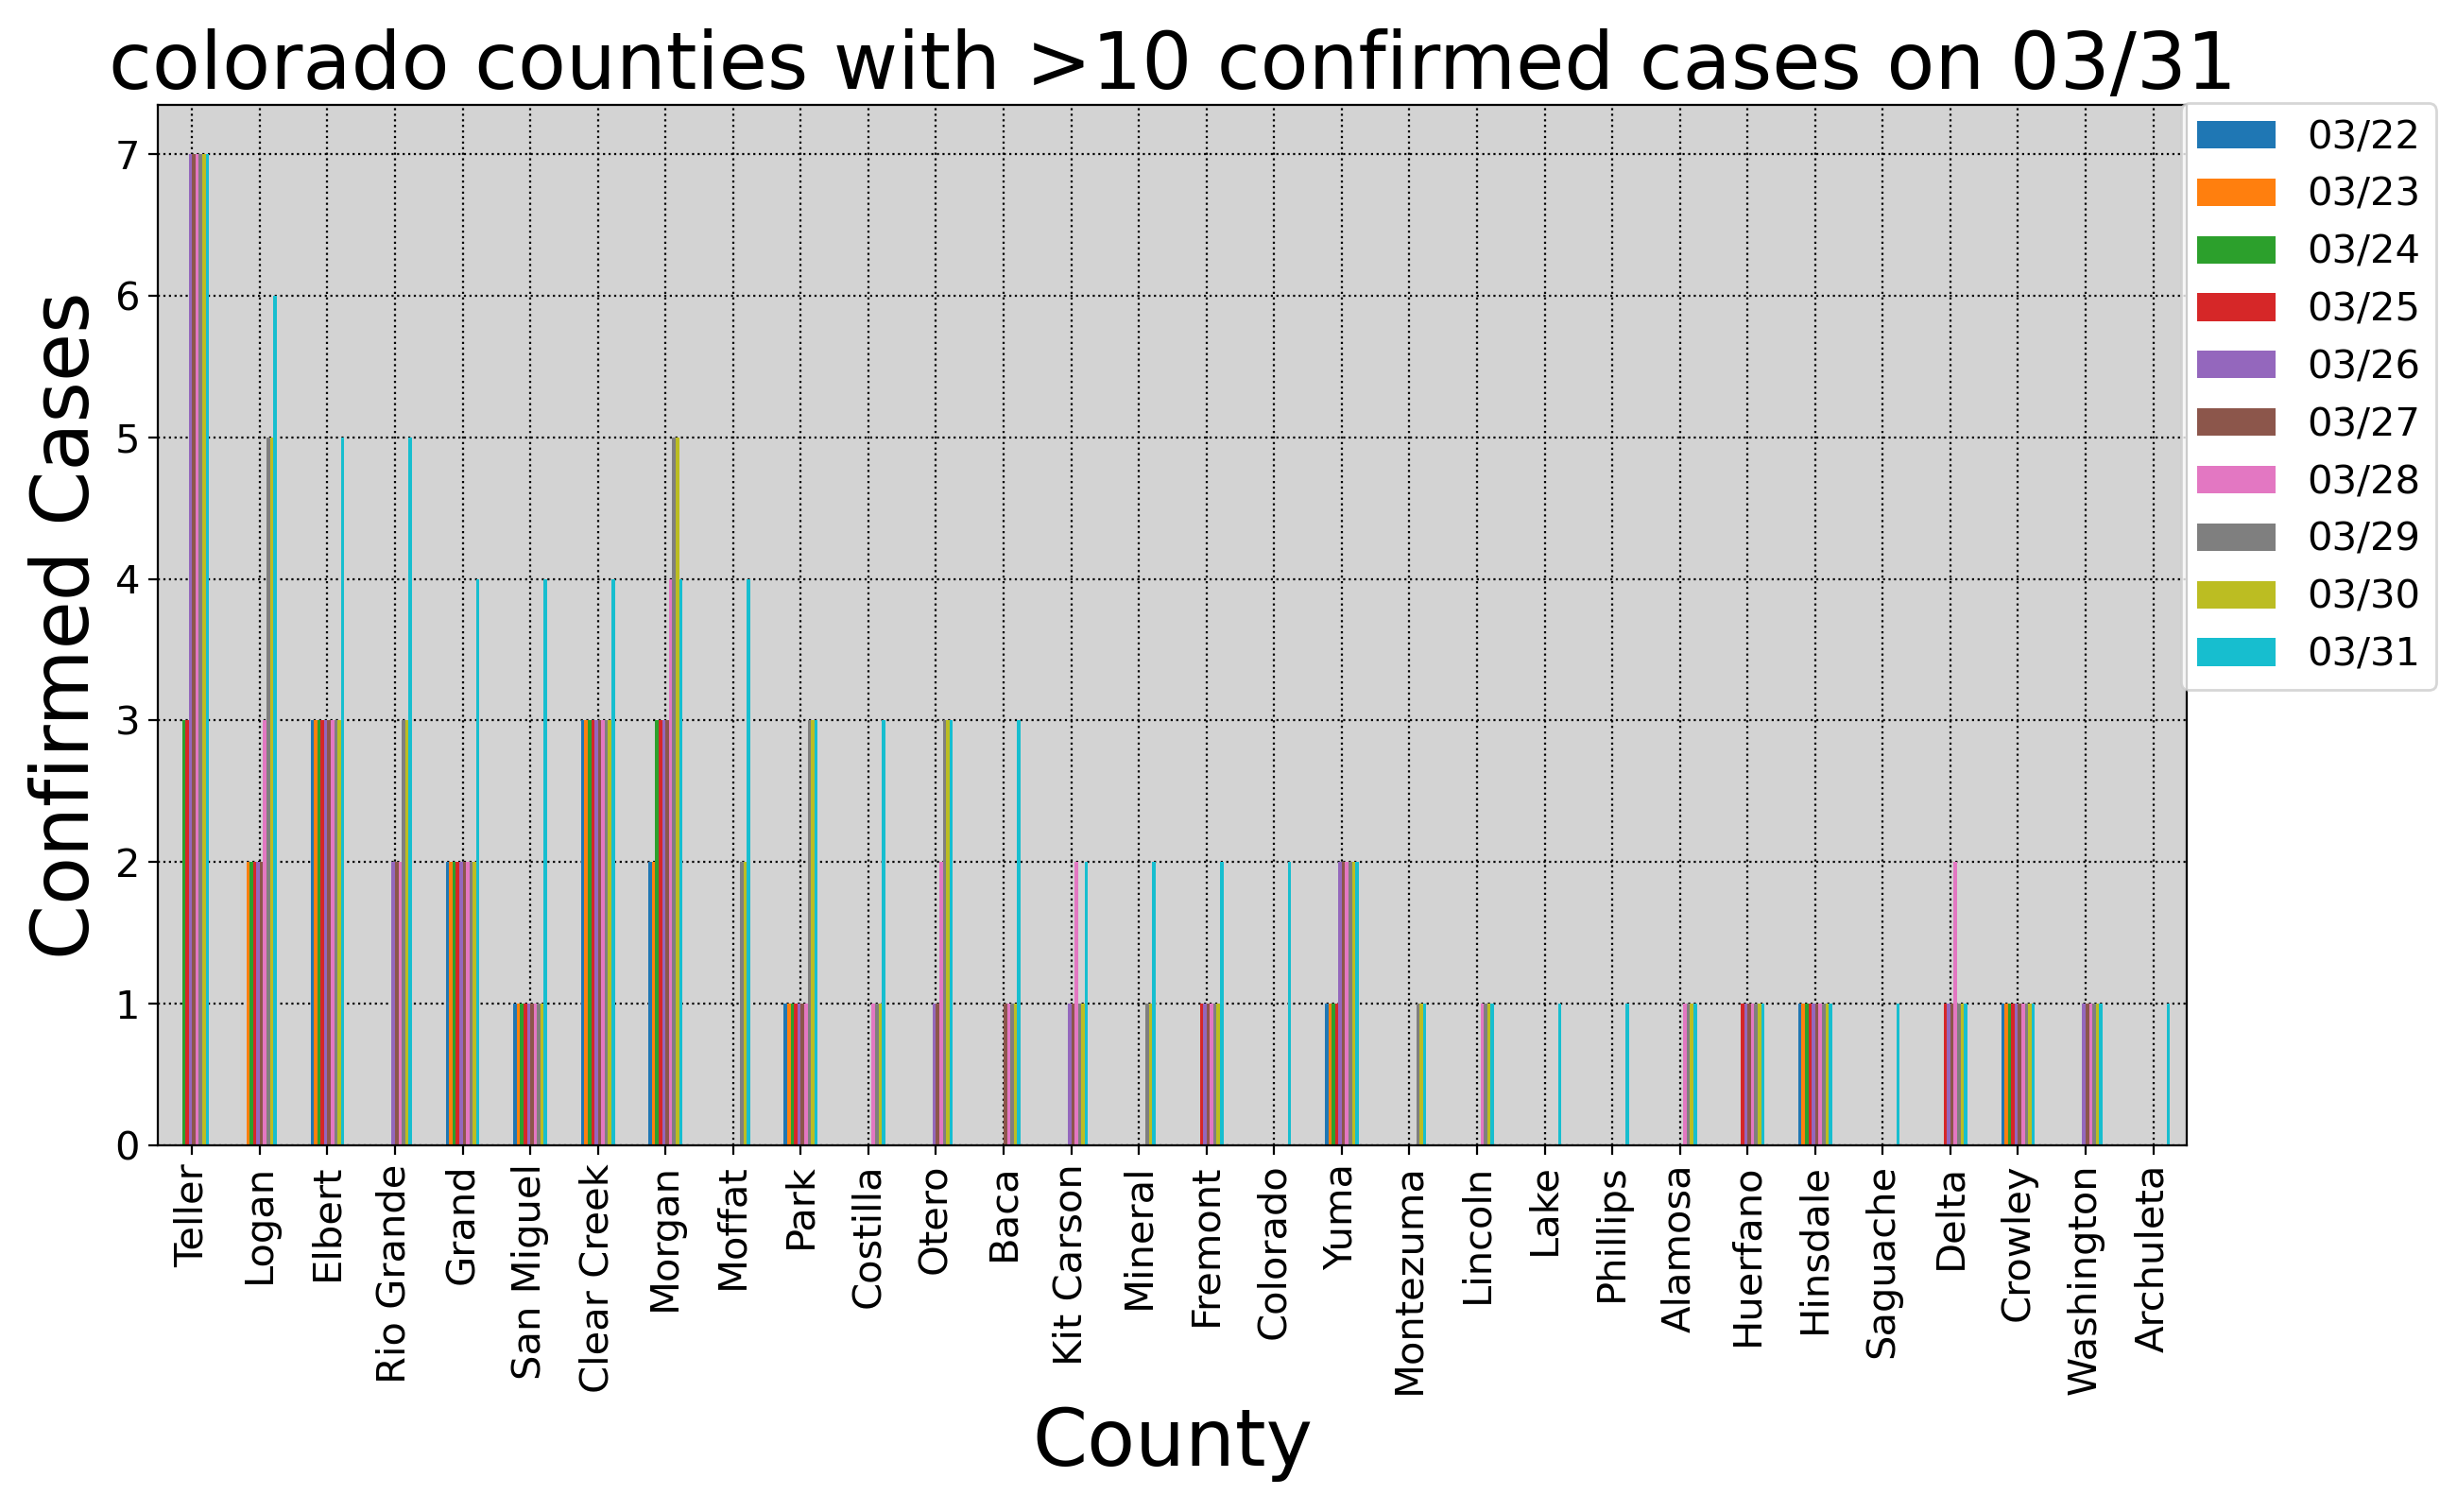 colorado counties with >10 confirmed cases on 03/31
Confirmed Cases
7
6
5
4
3
2
1
0
03/22
03/23
03/24
03/25
03/26
03/27
03/28
03/29
03/30
03/31
Teller
Logan
Elbert
Rio Grande
Grand
San Miguel
Clear Creek
Morgan
Moffat
Park
Costilla
Otero
Baca
Kit Carson
Mineral
Fremont
Colorado
Yuma
Montezuma
Lincoln
Lake
Phillips
Alamosa
Huerfano
Hinsdale
Saguache
Delta
Crowley
Washington
Archuleta
County